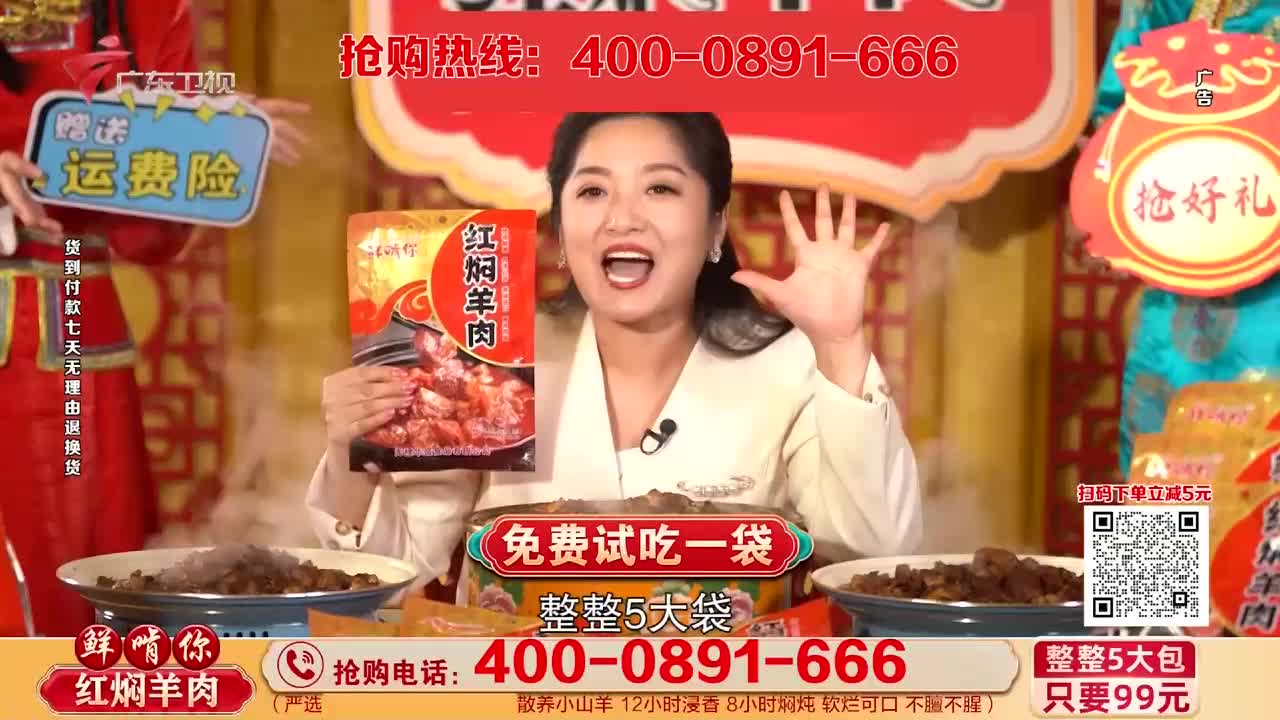 抢购热线：400-0891-666
广东卫视
广告
赠送
运费险
抢好礼
货到付款七天无理由退换货
鲜啃你
红焖羊肉
扫码下单立减5元
免费试吃一袋
整整5大袋
鲜啃你
红焖羊肉
抢购电话：400-0891-666
（严选 散养小山羊 12小时浸香 8小时焖炖 软烂可口 不膻不腥）
整整5大包
只要99元